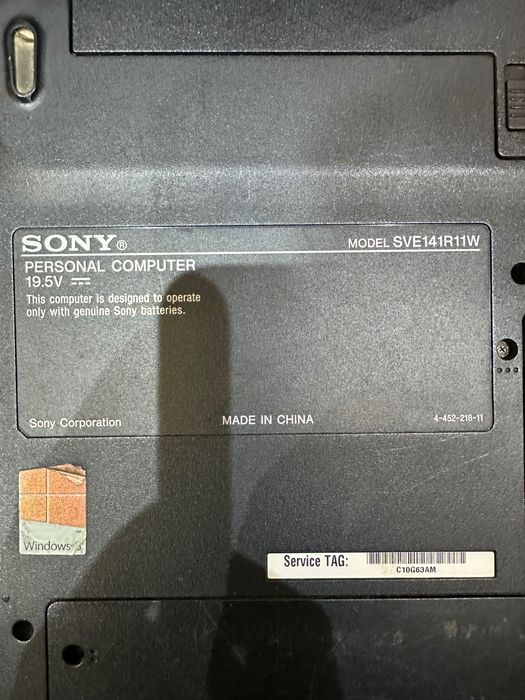 SONY®
MODEL SVE141R11W
PERSONAL COMPUTER
19.5V
This computer is designed to operate
only with genuine Sony batteries.
Sony Corporation
MADE IN CHINA
4-452-218-11
Windows
Service TAG:
C10G63AM